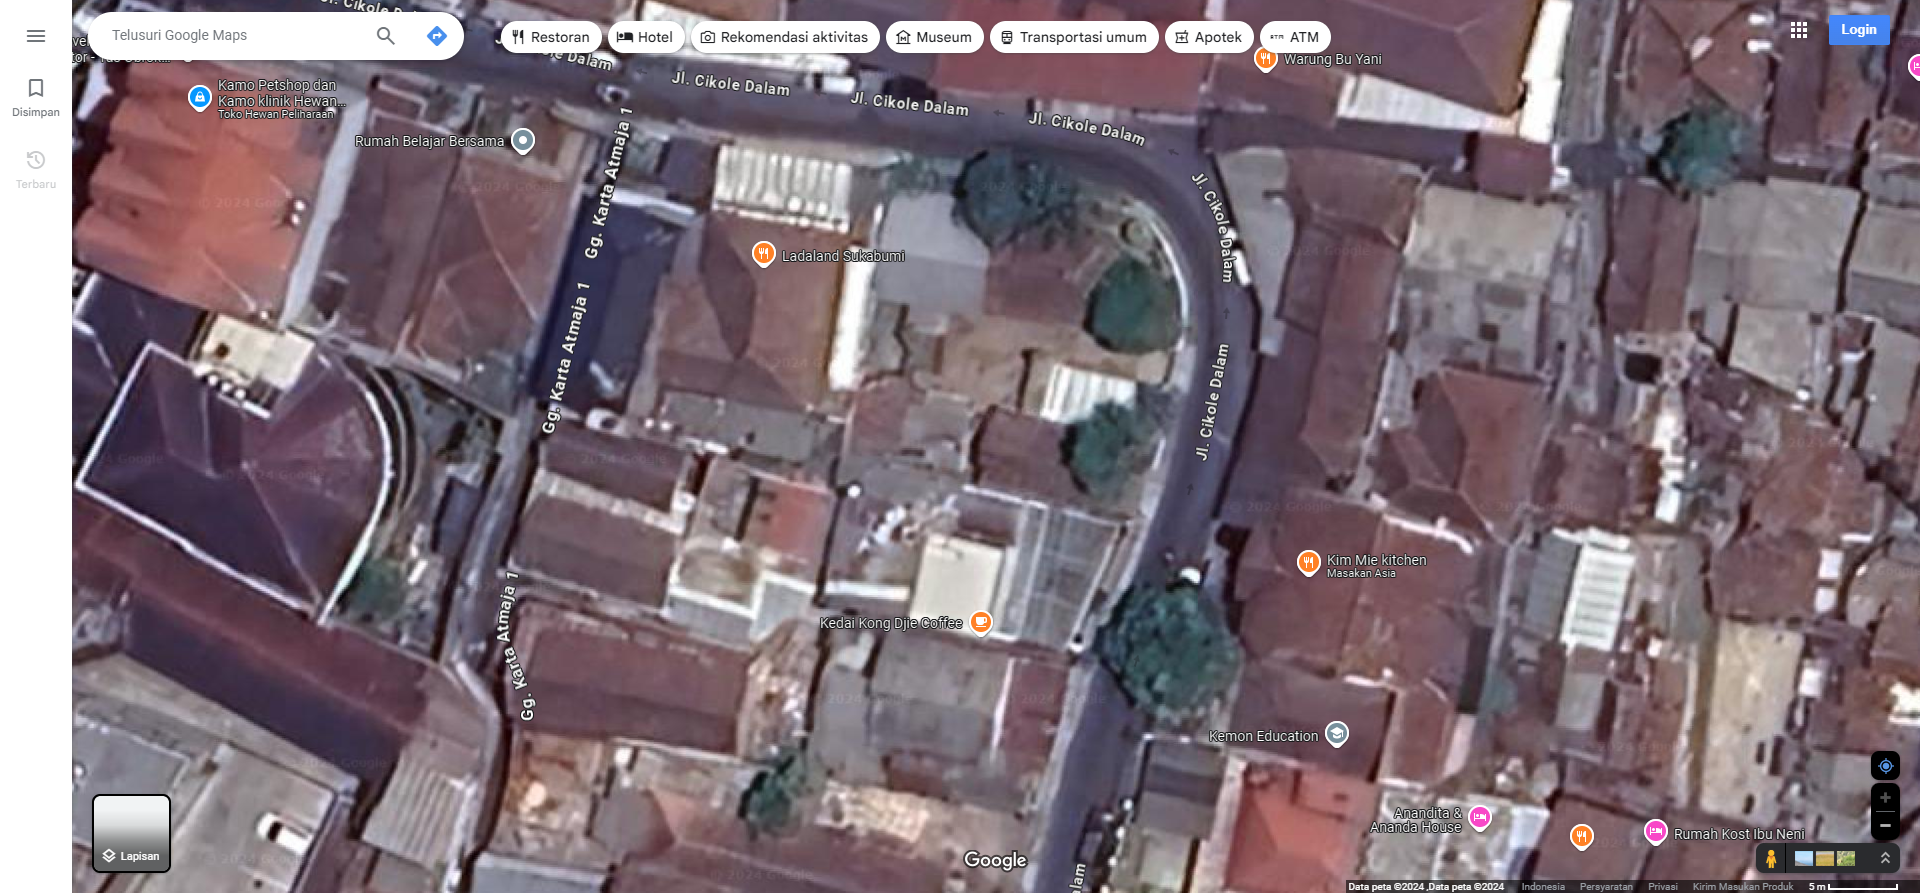 Telusuri Google Maps
Restoran
Hotel
Rekomendasi aktivitas
Museum
Transportasi umum
Apotek
ATM
Login
Disimpan
Terbaru
Jl. Cikole Dalam
Jl. Cikole Dalam
Jl. Cikole Dalam
Jl. Cikole Dalam
Jl. Cikole Dalam
Warung Bu Yani
Kamo Petshop dan
Kamo klinik Hewan...
Toko Hewan Peliharaan
Rumah Belajar Bersama
Gg. Karta Atmaja 1
Gg. Karta Atmaja 1
Gg. Karta Atmaja 1
Ladaland Sukabumi
Kim Mie kitchen
Masakan Asia
Kedai Kong Djie Coffee
Kemon Education
Anandita &
Ananda House
Rumah Kost Ibu Neni
Lapisan
Google
Data peta ©2024 ,Data peta ©2024
Indonesia
Persyaratan
Privasi
Kirim Masukan Produk
5 m